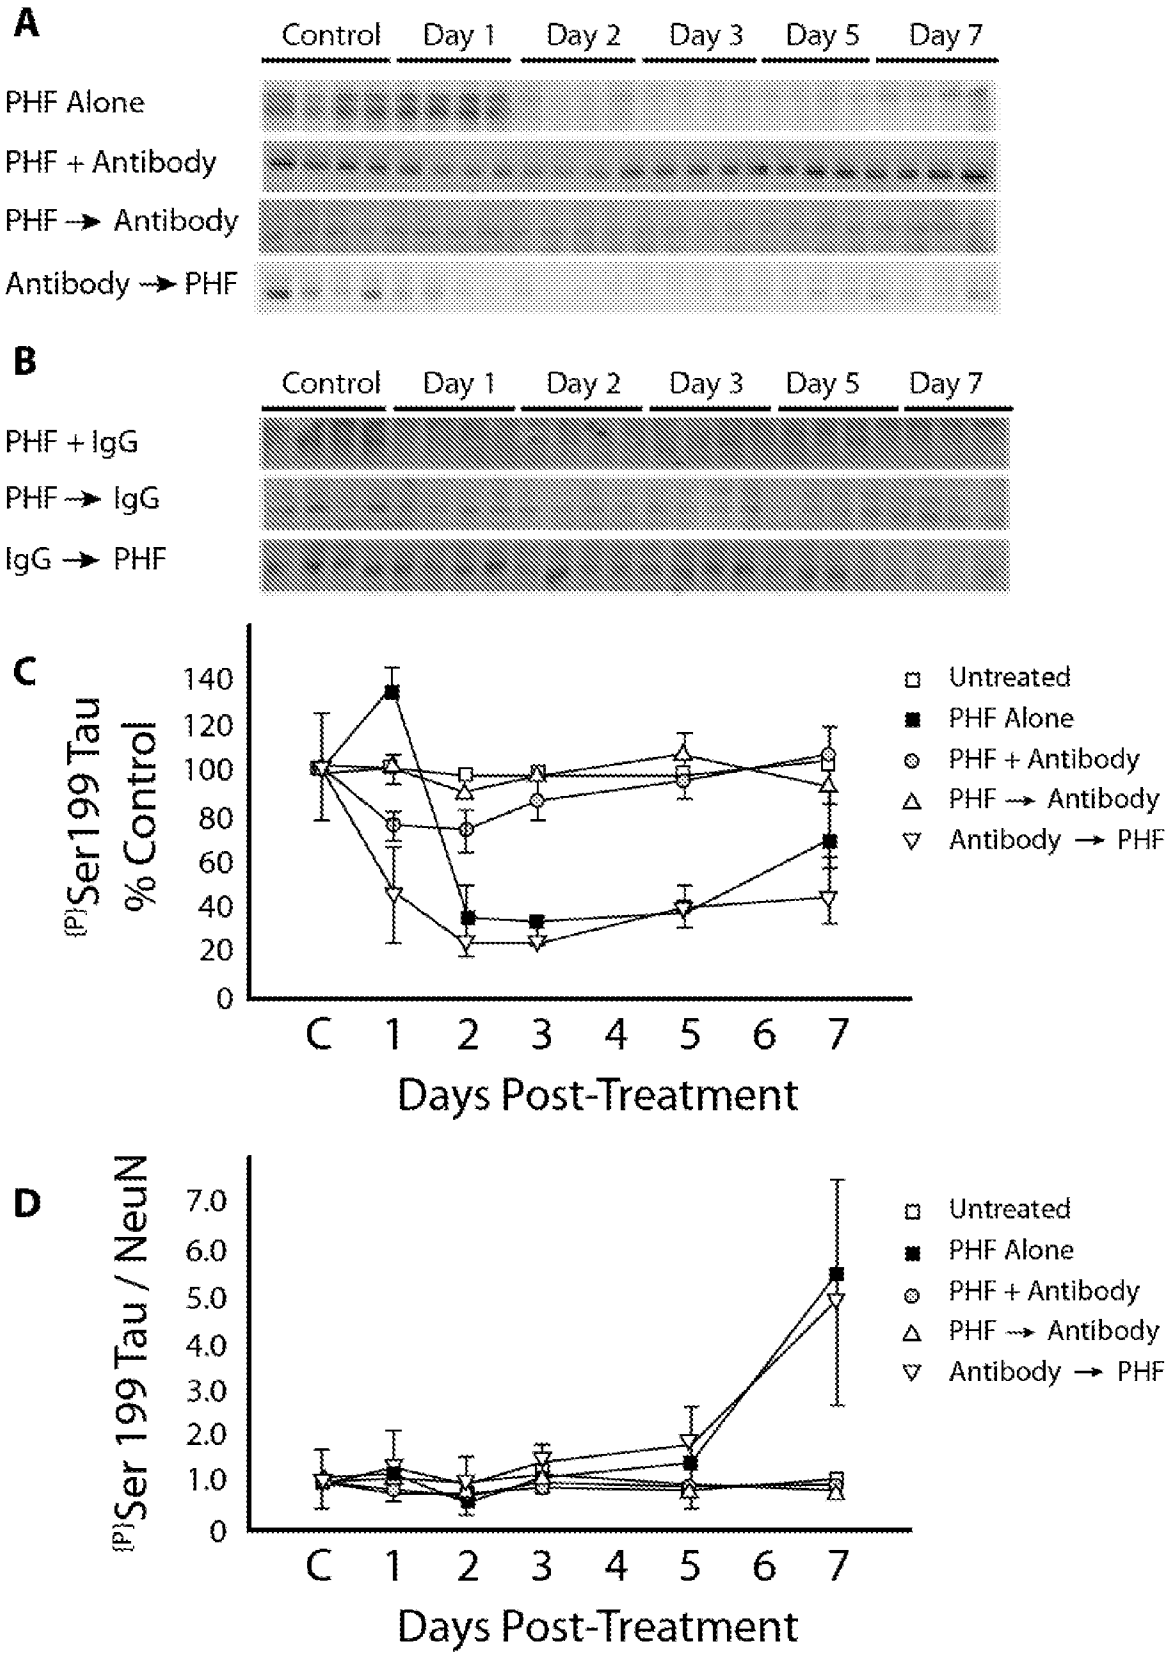 A
Control Day 1 Day 2 Day 3 Day 5 Day 7
PHF Alone
PHF + Antibody
PHF → Antibody
Antibody → PHF
B
Control Day 1 Day 2 Day 3 Day 5 Day 7
PHF + IgG
PHF → IgG
IgG → PHF
C
{P}Ser199 Tau
% Control
140
120
100
80
60
40
20
0
C 1 2 3 4 5 6 7
Days Post-Treatment
Untreated
PHF Alone
PHF + Antibody
PHF → Antibody
Antibody → PHF
D
{P}Ser 199 Tau / NeuN
7.0
6.0
5.0
4.0
3.0
2.0
1.0
0
C 1 2 3 4 5 6 7
Days Post-Treatment
Untreated
PHF Alone
PHF + Antibody
PHF → Antibody
Antibody → PHF